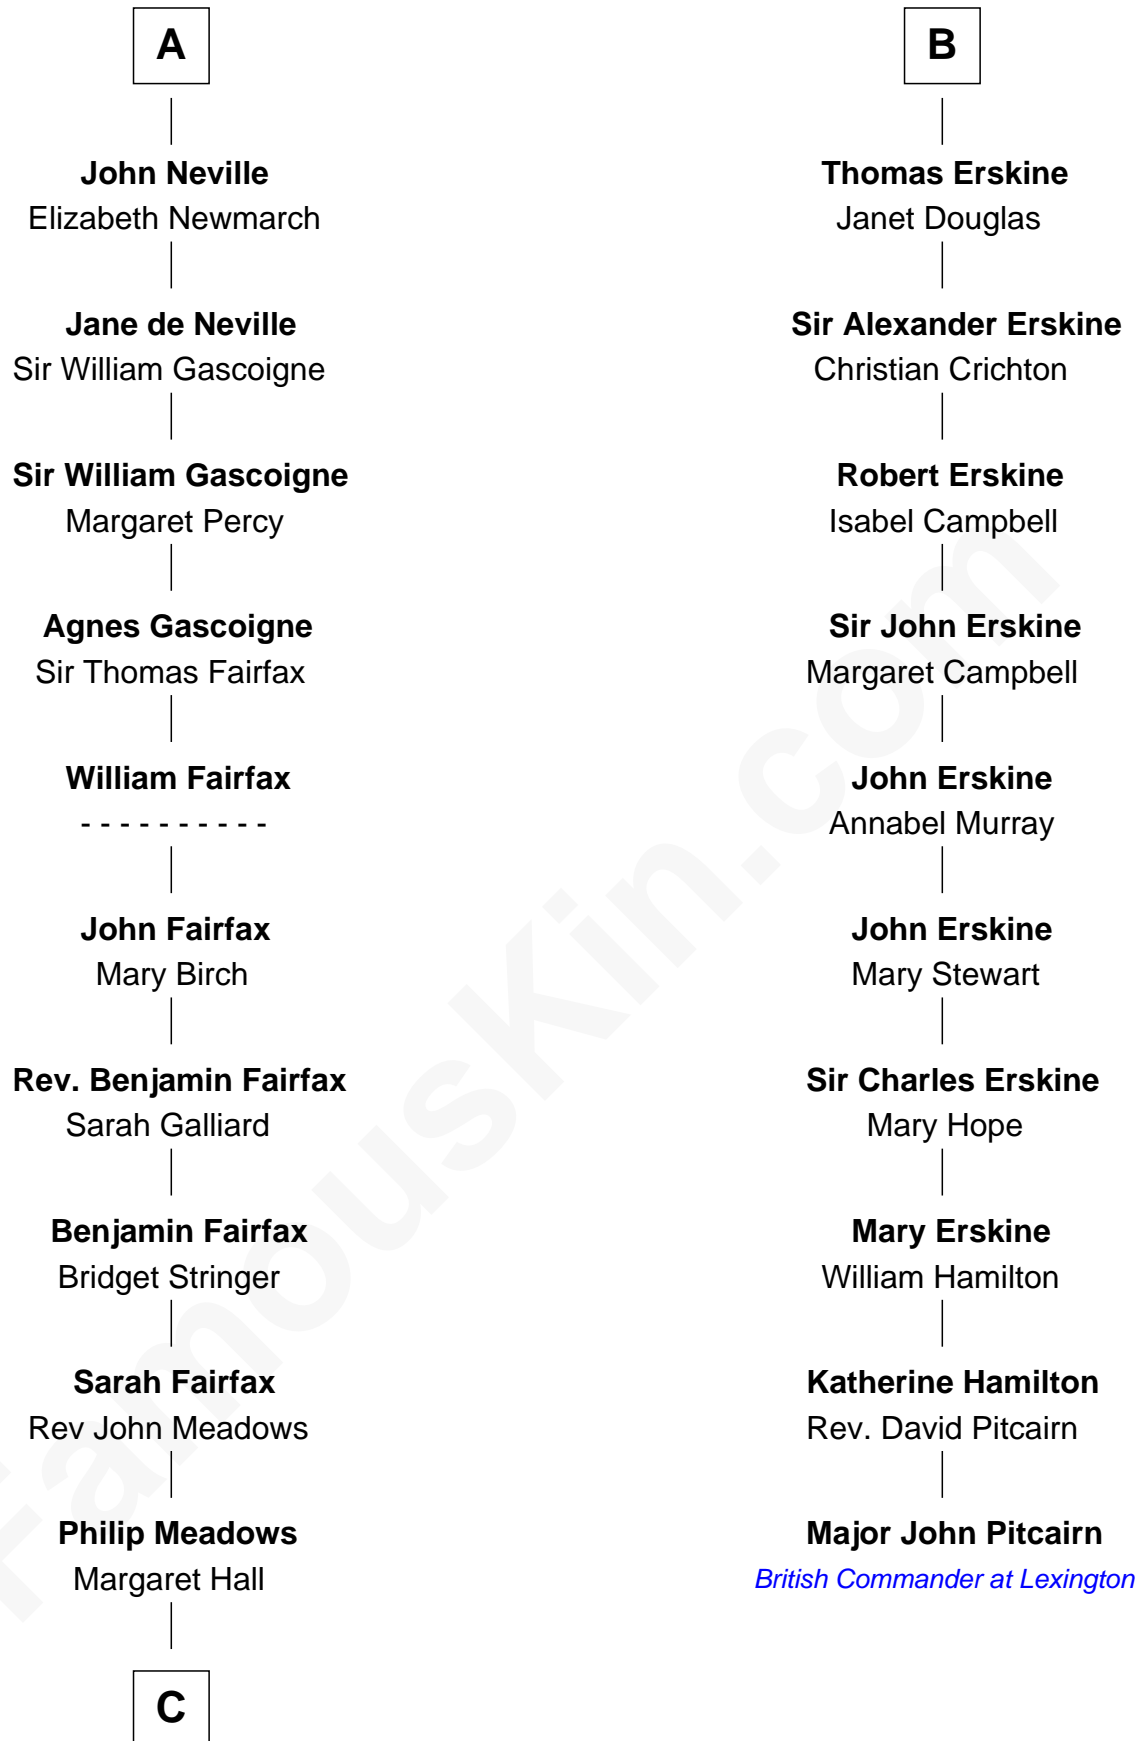 A
John Neville
Elizabeth Newmarch
Jane de Neville
Sir William Gascoigne
Sir William Gascoigne
Margaret Percy
Agnes Gascoigne
Sir Thomas Fairfax
William Fairfax
- - - - - - - - - -
John Fairfax
Mary Birch
Rev. Benjamin Fairfax
Sarah Galliard
Benjamin Fairfax
Bridget Stringer
Sarah Fairfax
Rev John Meadows
Philip Meadows
Margaret Hall
C
B
Thomas Erskine
Janet Douglas
Sir Alexander Erskine
Christian Crichton
Robert Erskine
Isabel Campbell
Sir John Erskine
Margaret Campbell
John Erskine
Annabel Murray
John Erskine
Mary Stewart
Sir Charles Erskine
Mary Hope
Mary Erskine
William Hamilton
Katherine Hamilton
Rev. David Pitcairn
Major John Pitcairn
British Commander at Lexington
FamousKin.com